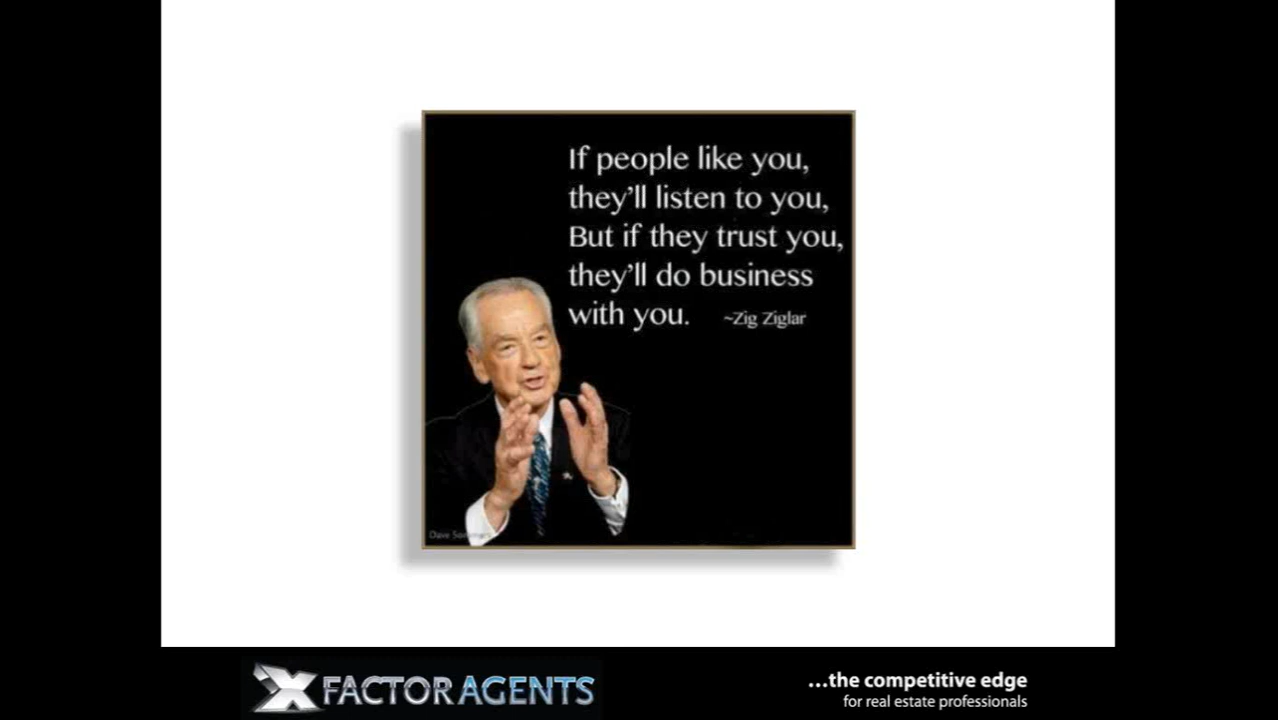 If people like you,
they'll listen to you,
But if they trust you,
they'll do business
with you. ~Zig Ziglar
Dave
X FACTOR AGENTS
...the competitive edge
for real estate professionals